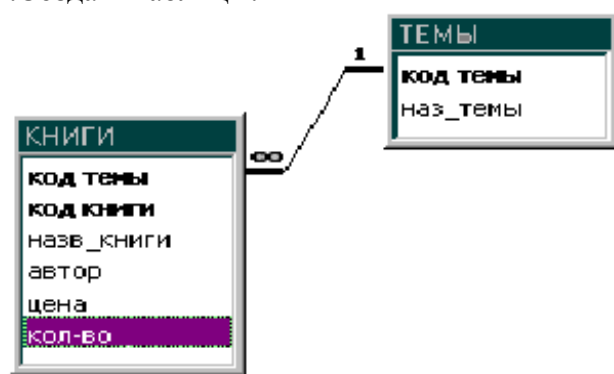 1
ТЕМЫ
код темы
наз_темы
∞
КНИГИ
код темы
код книги
назв_книги
автор
цена
кол-во